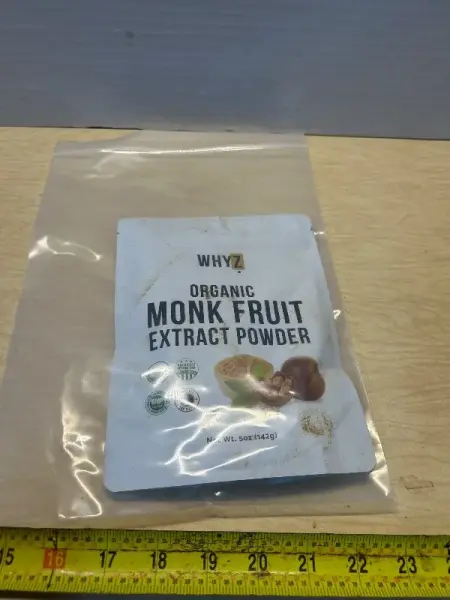 WHYZ
ORGANIC
MONK FRUIT
EXTRACT POWDER
Net Wt. 5oz (142g)
15 16 17 18 19 20 21 22 23